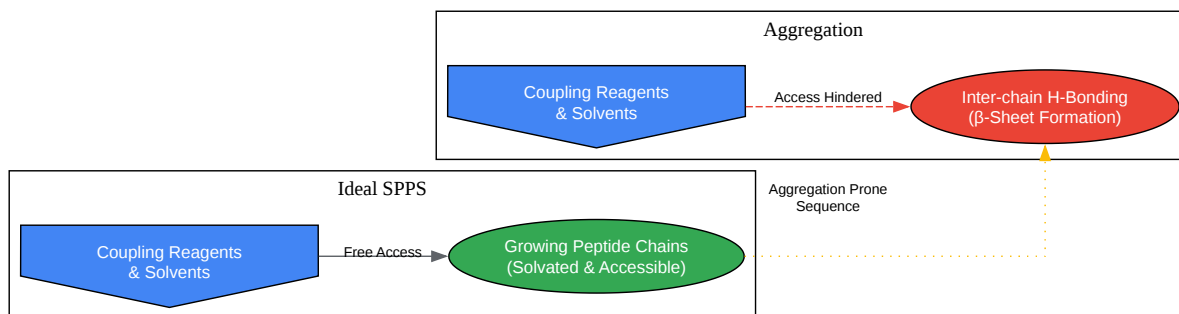 Aggregation
Coupling Reagents
& Solvents
Access Hindered
Inter-chain H-Bonding
(β-Sheet Formation)
Ideal SPPS
Coupling Reagents
& Solvents
Free Access
Growing Peptide Chains
(Solvated & Accessible)
Aggregation Prone
Sequence